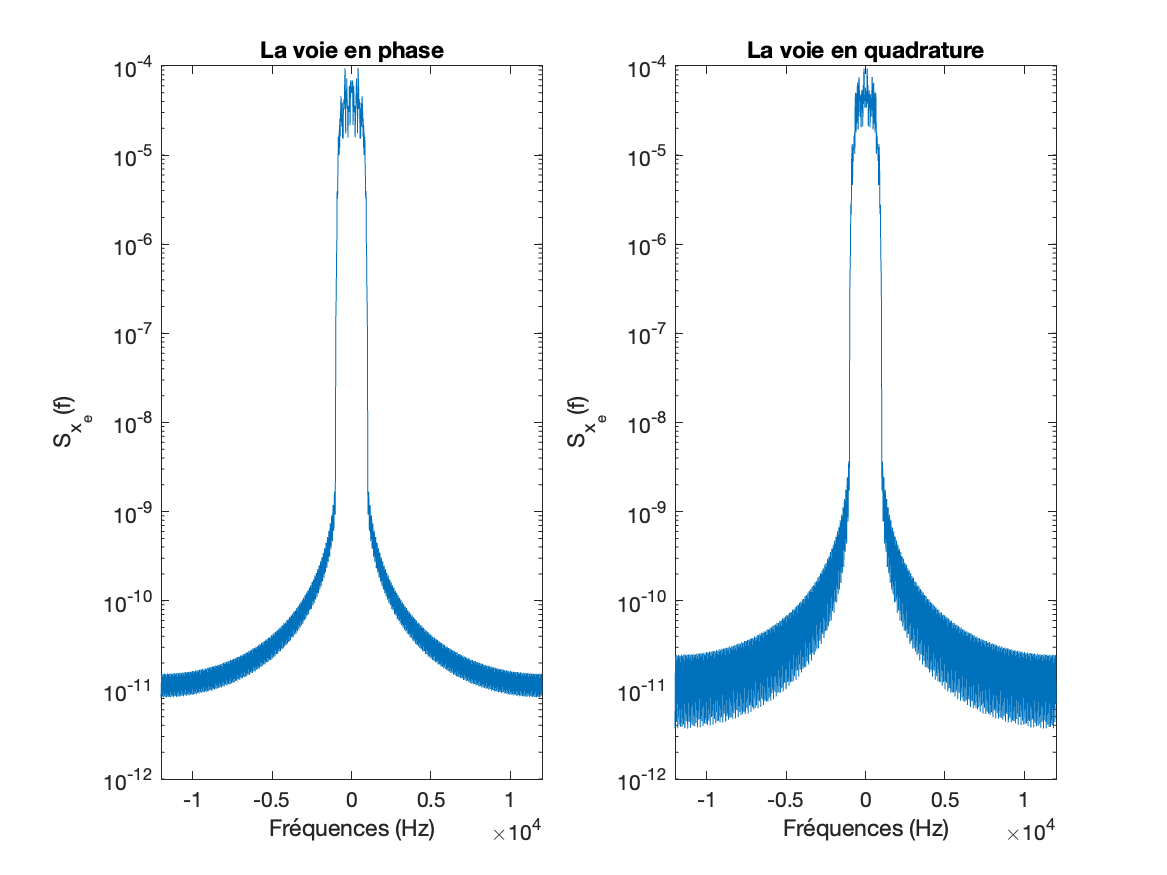 La voie en phase
10^-4
10^-5
10^-6
10^-7
10^-8
10^-9
10^-10
10^-11
10^-12
S_x_e(f)
-1 -0.5 0 0.5 1
Fréquences (Hz)
×10^4
La voie en quadrature
10^-4
10^-5
10^-6
10^-7
10^-8
10^-9
10^-10
10^-11
10^-12
S_x_e(f)
-1 -0.5 0 0.5 1
Fréquences (Hz)
×10^4